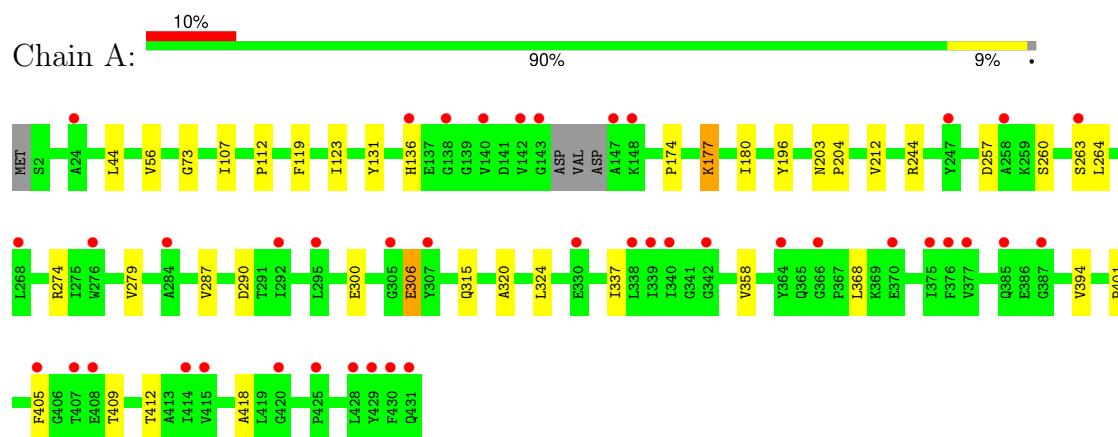 10%
Chain A:
90% 9% •
MET S2 A24 L44 V56 G73 I107 P112 F119 I123 Y131 H136 E137 G138 G139 V140 D141 V142 G143 ASP VAL ASP A147 K148 P174 K177 I180 Y196 N203 P204 V212 R244 Y247 D257 A258 K259 S260 S263 L264
L268 R274 I275 W276 V279 A284 V287 D290 T291 I292 L295 E300 G305 E306 Y307 Q315 A320 L324 E330 I337 L338 I339 I340 G341 G342 V358 Y364 Q365 G366 P367 L368 K369 E370 I375 F376 V377 Q385 E386 G387 V394
F405 G406 T407 E408 T409 T412 A413 I414 V415 A418 L419 G420 P425 L428 Y429 F430 Q431